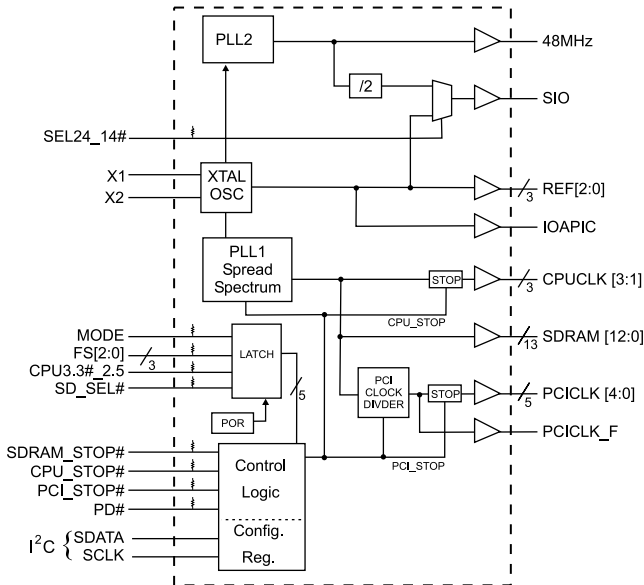 PLL2
48MHz
/2
SIO
SEL24_14#
X1
X2
XTAL
OSC
REF[2:0]
3
IOAPIC
PLL1
Spread
Spectrum
STOP
CPUCLK [3:1]
3
CPU_STOP
MODE
FS[2:0]
3
CPU3.3#_2.5
SD_SEL#
LATCH
5
SDRAM [12:0]
13
PCI
CLOCK
DIVDER
STOP
PCICLK [4:0]
5
POR
PCICLK_F
PCI_STOP
SDRAM_STOP#
CPU_STOP#
PCI_STOP#
PD#
Control
Logic
I2C { SDATA
SCLK
Config.
Reg.